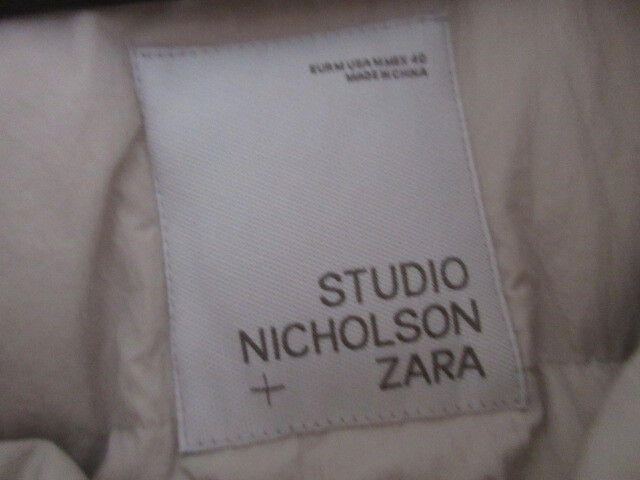 EUR M USA M MEX 40
MADE IN CHINA
STUDIO
NICHOLSON
+ ZARA